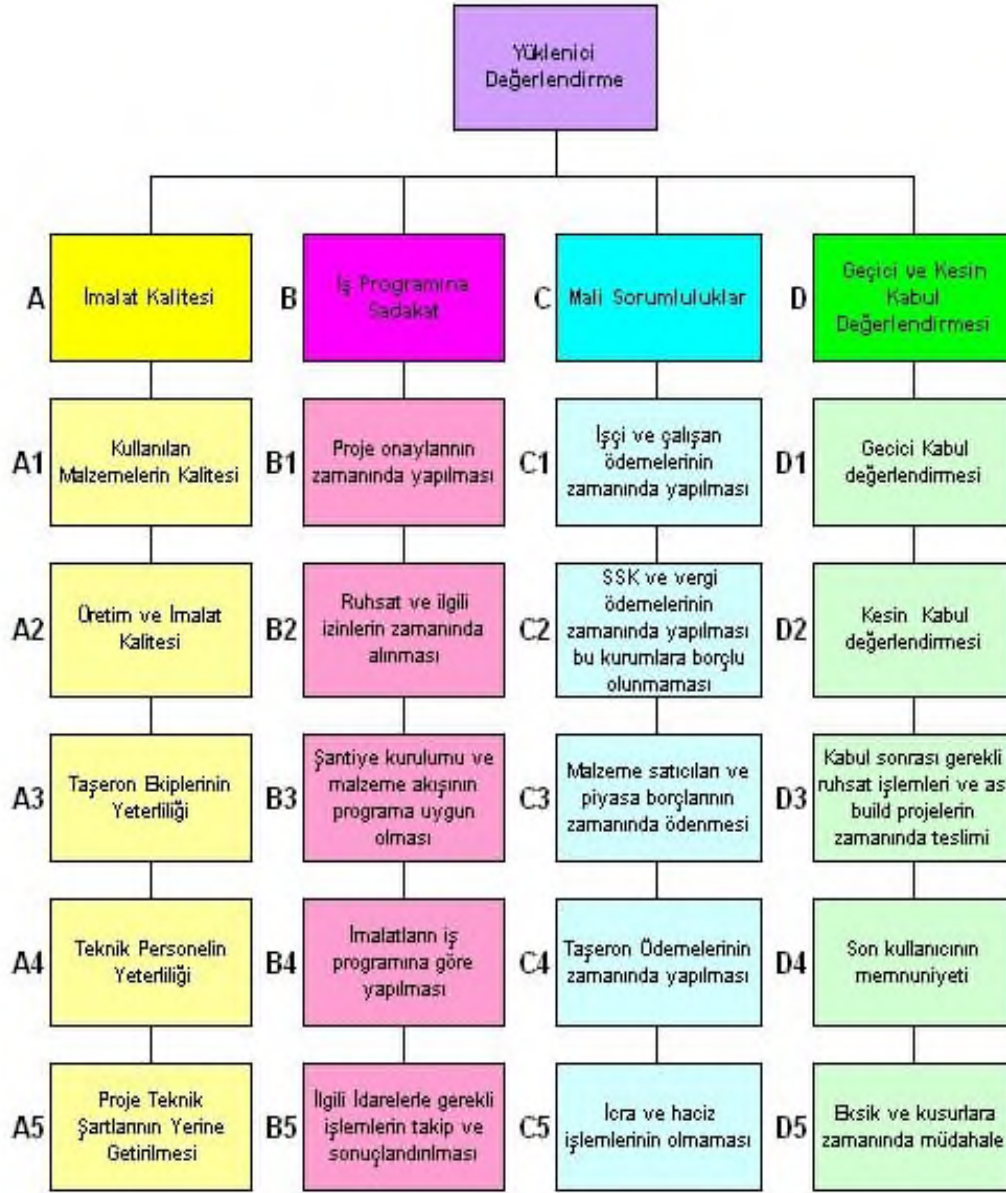 Yüklenici
Değerlendirme
A
İmalat Kalitesi
B
İş Programına
Sadakat
C
Mali Sorumluluklar
D
Geçici ve Kesin
Kabul
Değerlendirmesi
A1
Kullanılan
Malzemelerin Kalitesi
B1
Proje onaylarının
zamanında yapılması
C1
İşçi ve çalışan
ödemelerinin
zamanında yapılması
D1
Gecici Kabul
değerlendirmesi
A2
Üretim ve İmalat
Kalitesi
B2
Ruhsat ve ilgili
izinlerin zamanında
alınması
C2
SSK ve vergi
ödemelerinin
zamanında yapılması
bu kurumlara borçlu
olunmaması
D2
Kesin Kabul
değerlendirmesi
A3
Taşeron Ekiplerinin
Yeterliliği
B3
Şantiye kurulumu ve
malzeme akışının
programa uygun
olması
C3
Malzeme satıcıları ve
piyasa borçlarının
zamanında ödenmesi
D3
Kabul sonrası gerekli
ruhsat işlemleri ve as
build projelerin
zamanında teslimi
A4
Teknik Personelin
Yeterliliği
B4
İmalatların iş
programına göre
yapılması
C4
Taşeron Ödemelerinin
zamanında yapılması
D4
Son kullanıcının
memnuniyeti
A5
Proje Teknik
Şartlarının Yerine
Getirilmesi
B5
İlgili İdarelerle gerekli
işlemlerin takip ve
sonuçlandırılması
C5
İcra ve haciz
işlemlerinin olmaması
D5
Eksik ve kusurlara
zamanında müdahale